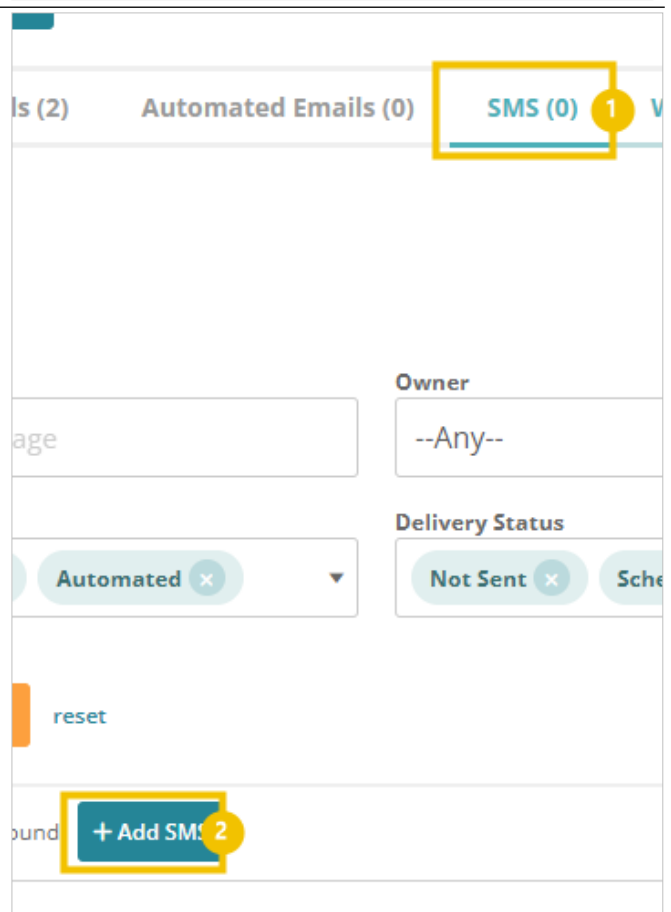 ls (2) Automated Emails (0) SMS (0) 1
Owner
age --Any--
Delivery Status
Automated × Not Sent × Sche
reset
ound + Add SMS 2